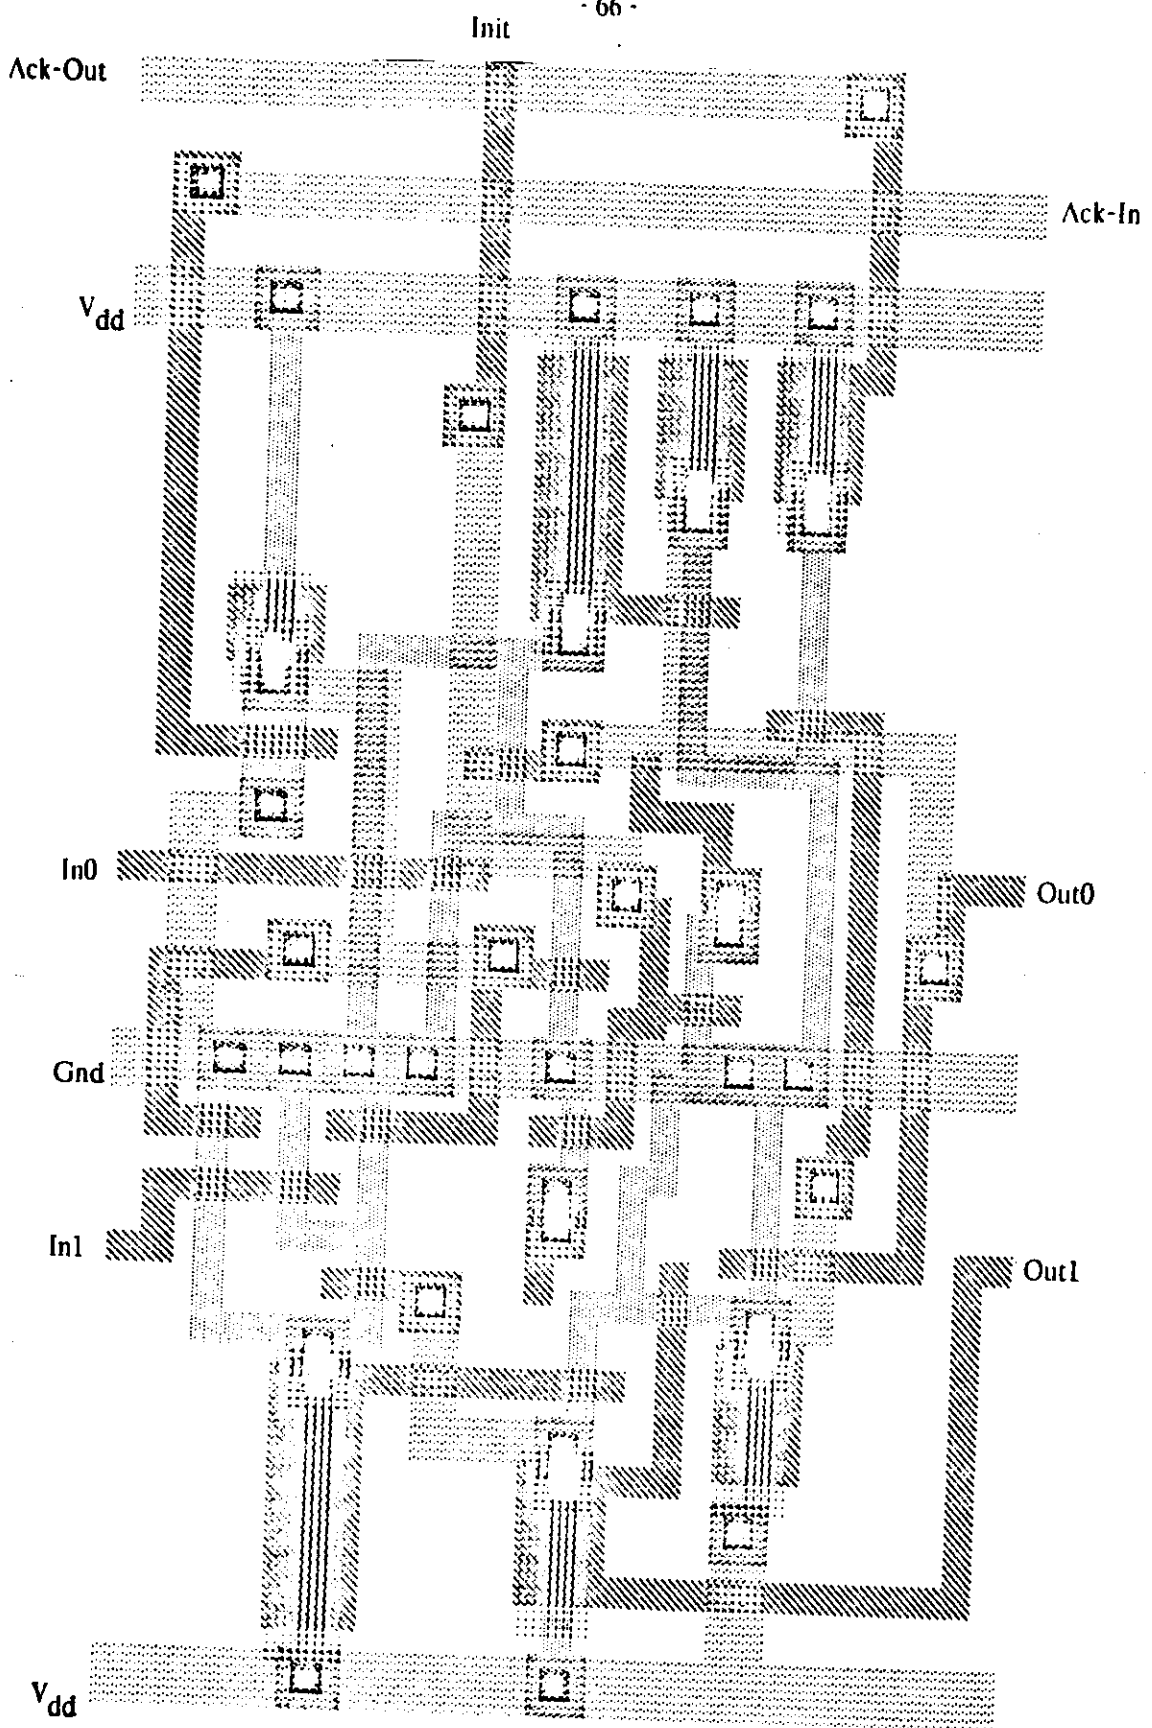 - 66 -
Init
Ack-Out
Ack-In
Vdd
In0
Out0
Gnd
In1
Out1
Vdd